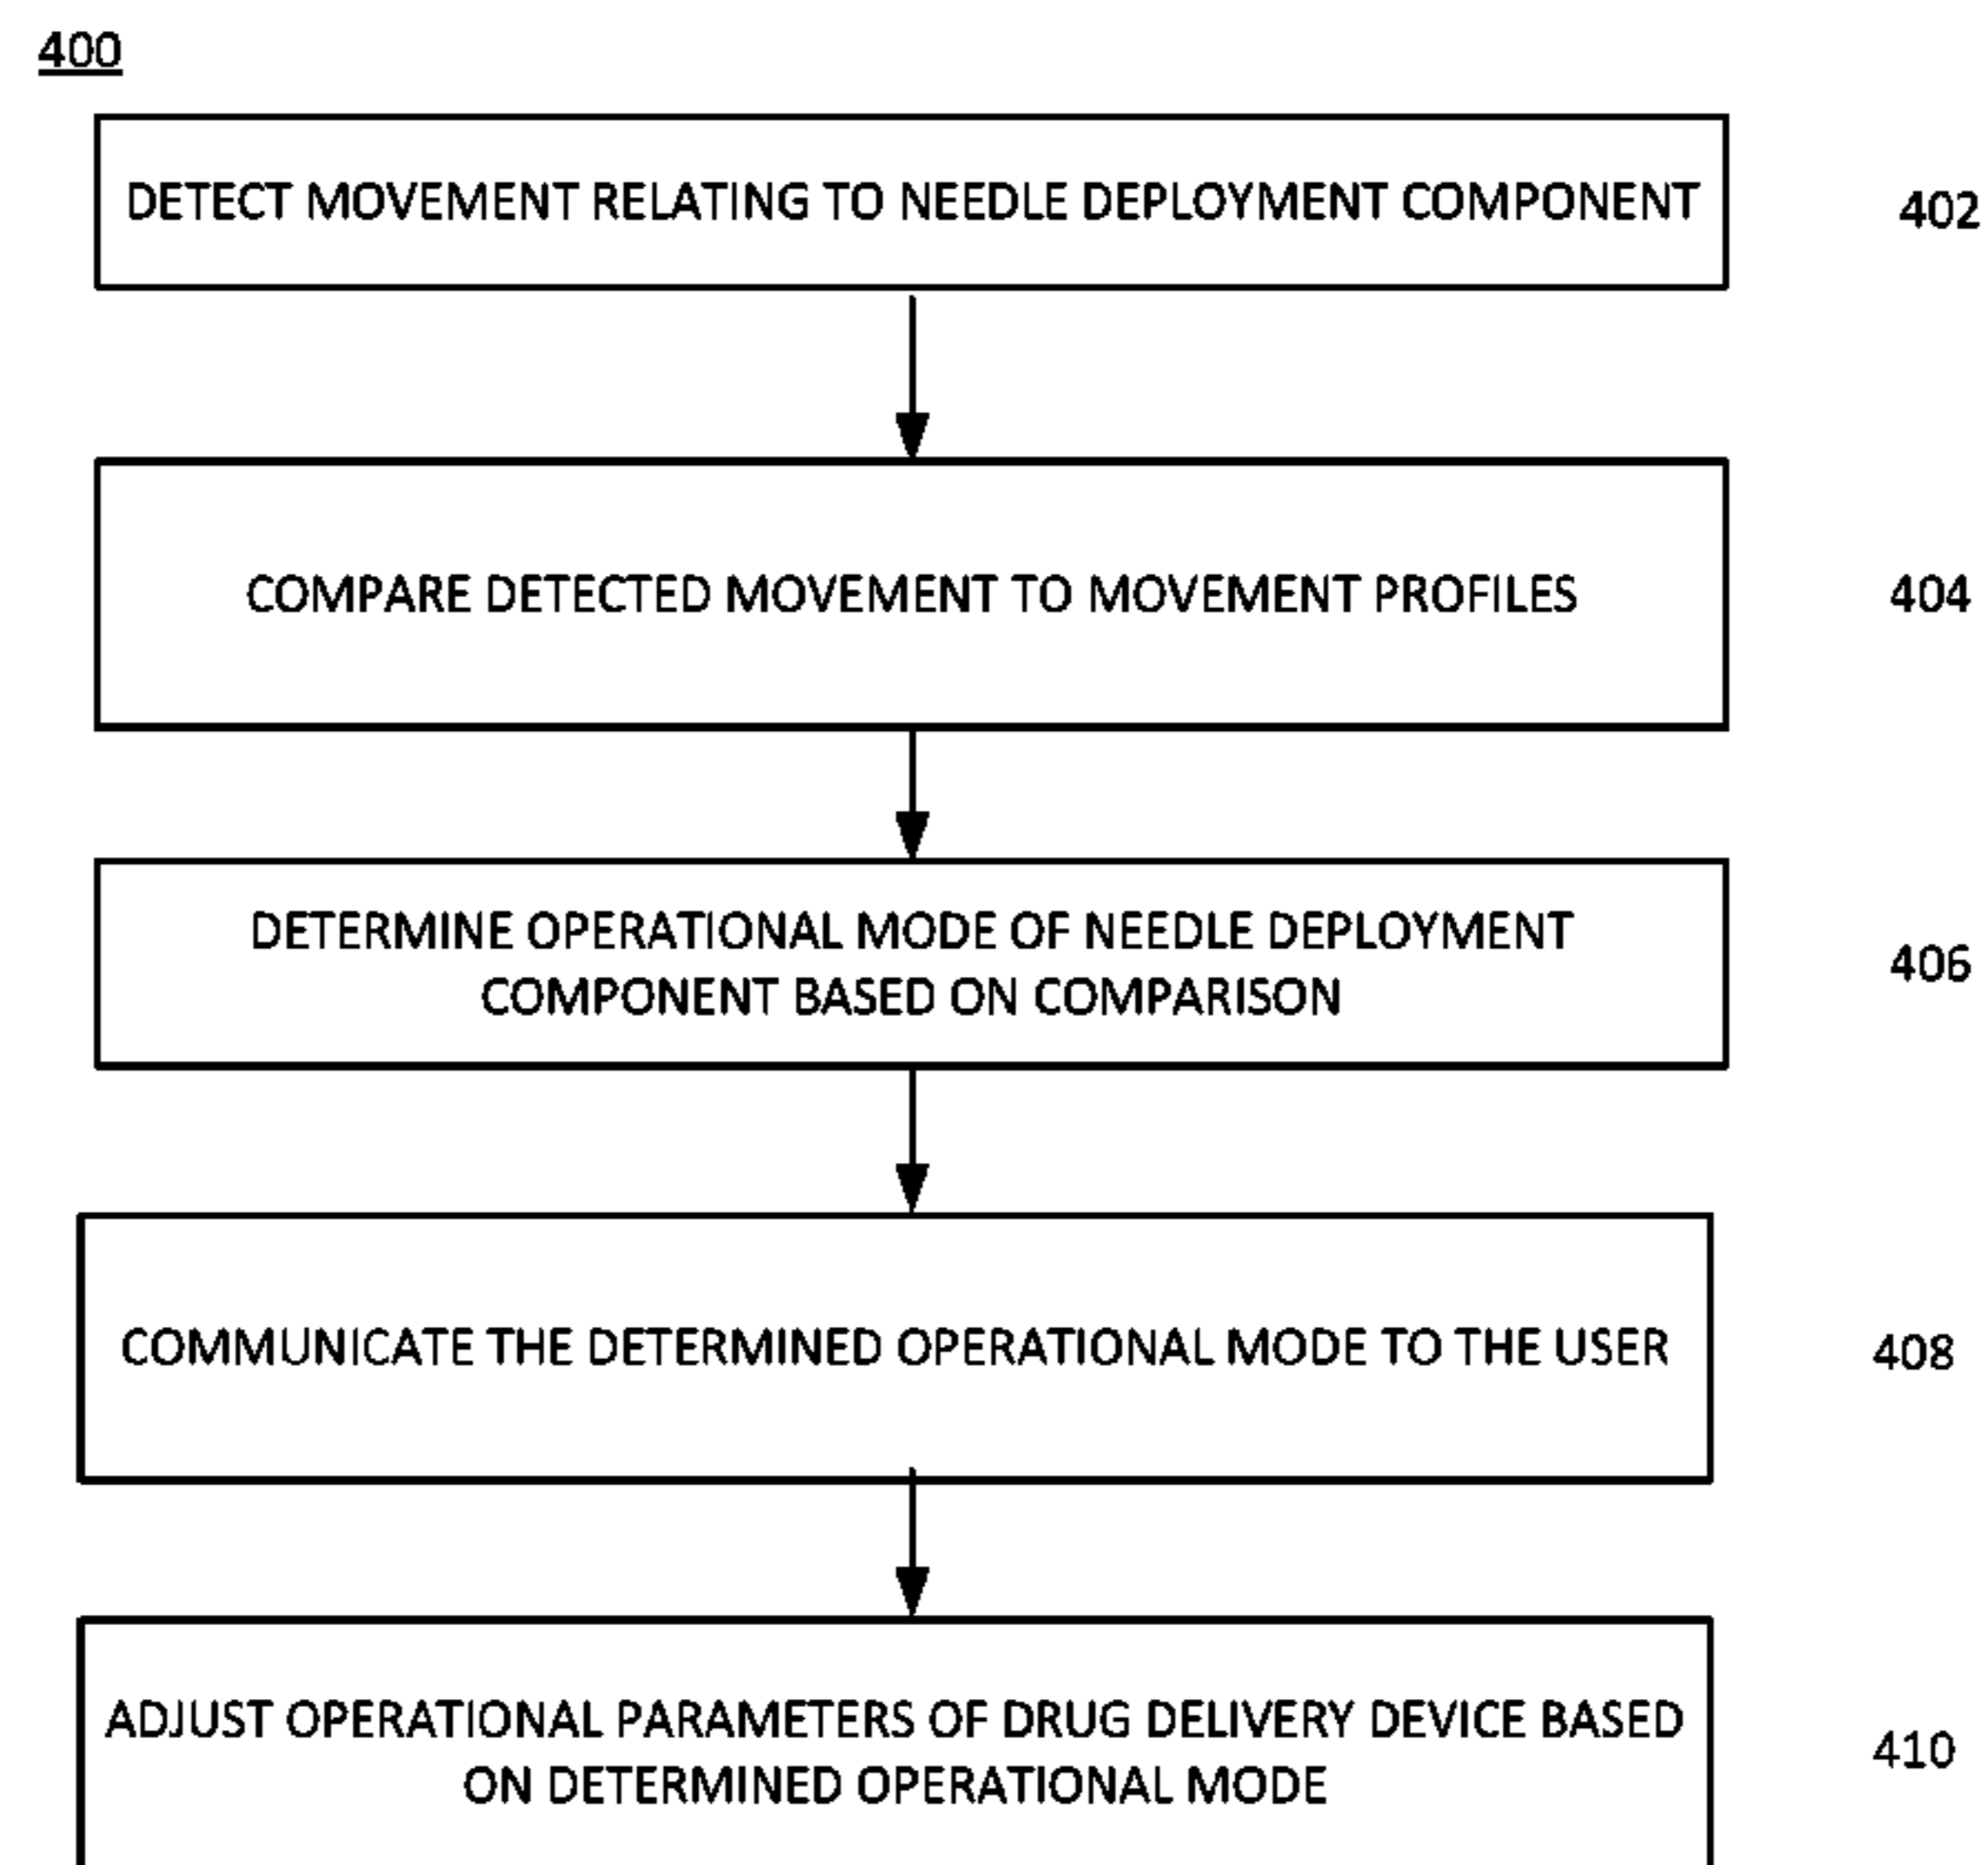 400
DETECT MOVEMENT RELATING TO NEEDLE DEPLOYMENT COMPONENT
402
COMPARE DETECTED MOVEMENT TO MOVEMENT PROFILES
404
DETERMINE OPERATIONAL MODE OF NEEDLE DEPLOYMENT
COMPONENT BASED ON COMPARISON
406
COMMUNICATE THE DETERMINED OPERATIONAL MODE TO THE USER
408
ADJUST OPERATIONAL PARAMETERS OF DRUG DELIVERY DEVICE BASED
ON DETERMINED OPERATIONAL MODE
410